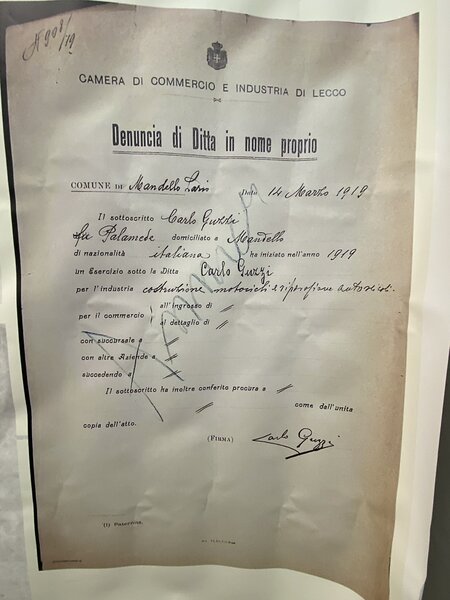 N 998/19
CAMERA DI COMMERCIO E INDUSTRIA DI LECCO
Denuncia di Ditta in nome proprio
COMUNE DI Mandello Lario Data 14 Marzo 1919
Il sottoscritto Carlo Guzzi
fu Palamede domiciliato a Mandello
di nazionalità italiana ha iniziato nell'anno 1919
un Esercizio sotto la Ditta Carlo Guzzi
per l'industria costruzione motocicli e riparazione automobili.
per il commercio all'ingrosso di "
al dettaglio di "
con succursale a "
con altre Aziende a "
succedendo a "
Il sottoscritto ha inoltre conferito procura a "
" come dall'unita
copia dell'atto.
(FIRMA) Carlo Guzzi
(1) Paternità.